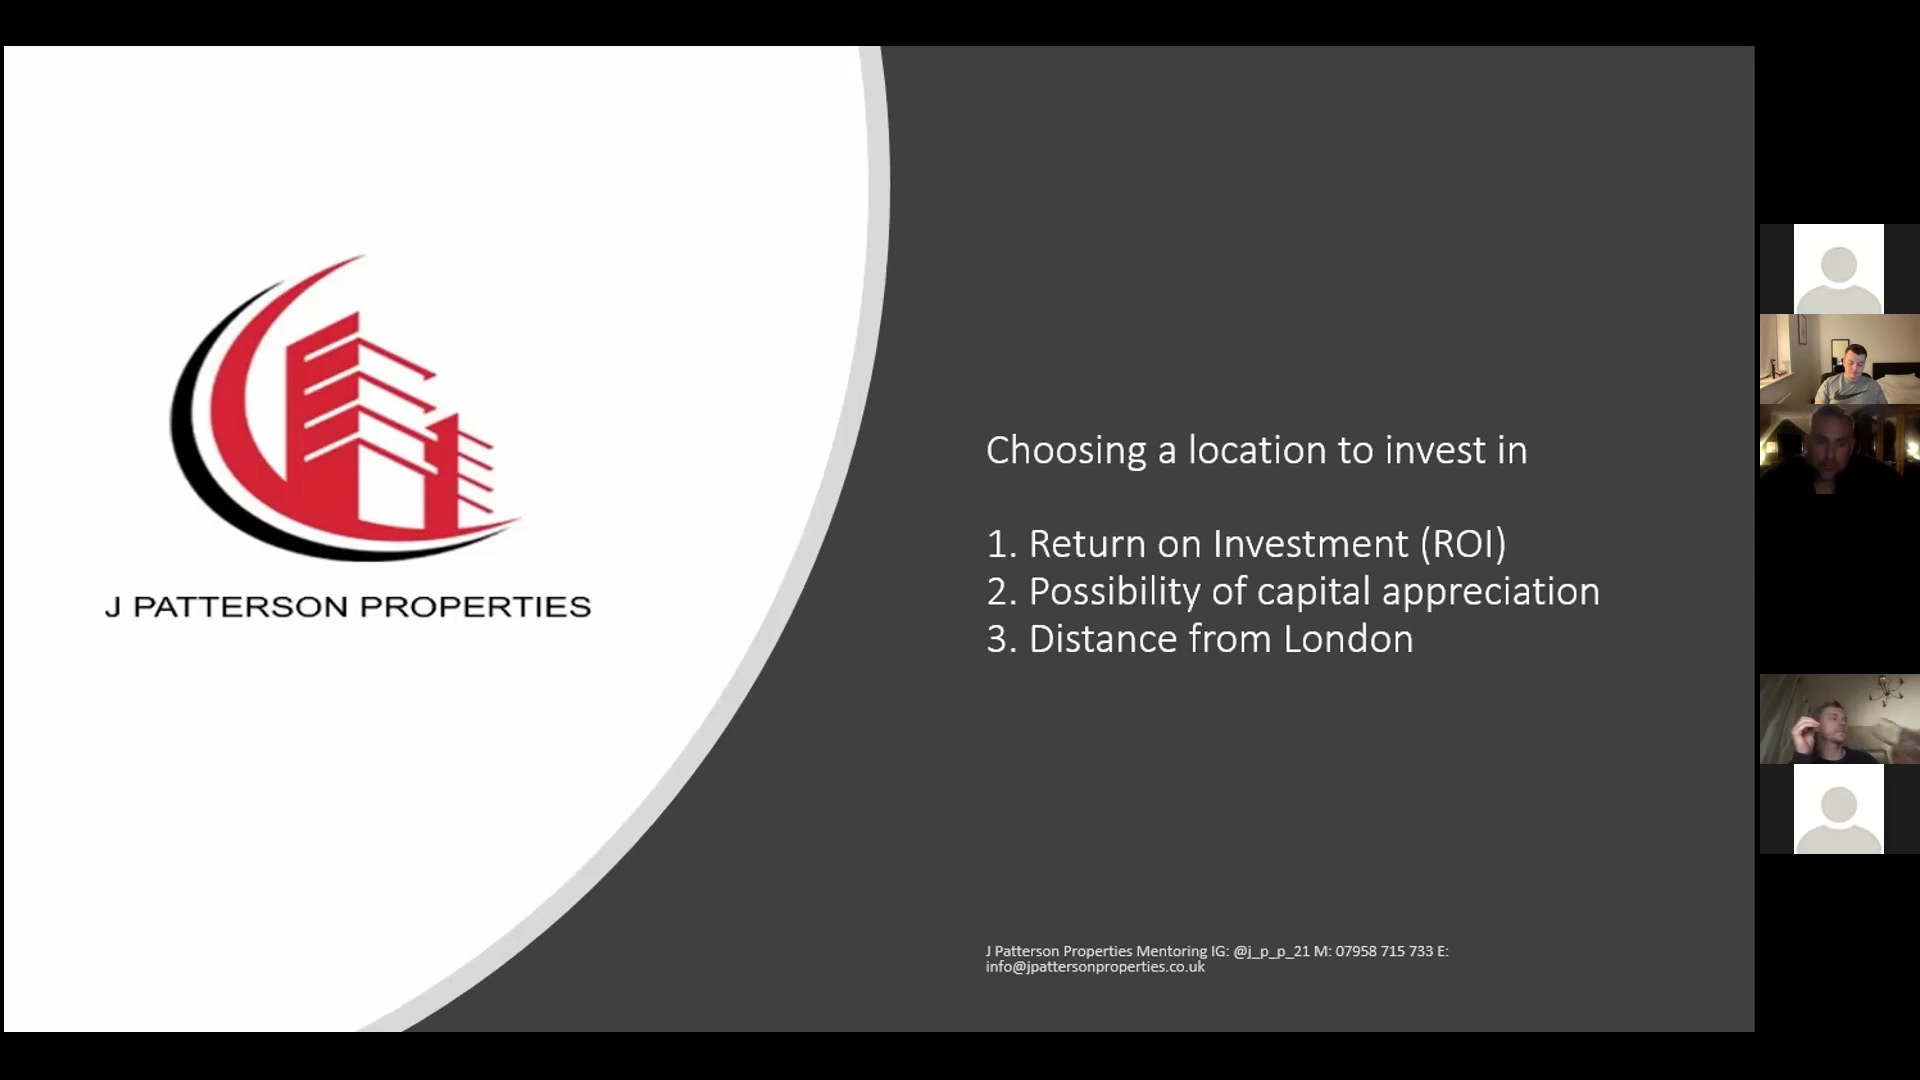 J PATTERSON PROPERTIES
Choosing a location to invest in
1. Return on Investment (ROI)
2. Possibility of capital appreciation
3. Distance from London
J Patterson Properties Mentoring IG: @j_p_p_21 M: 07958 715 733 E:
info@jpattersonproperties.co.uk